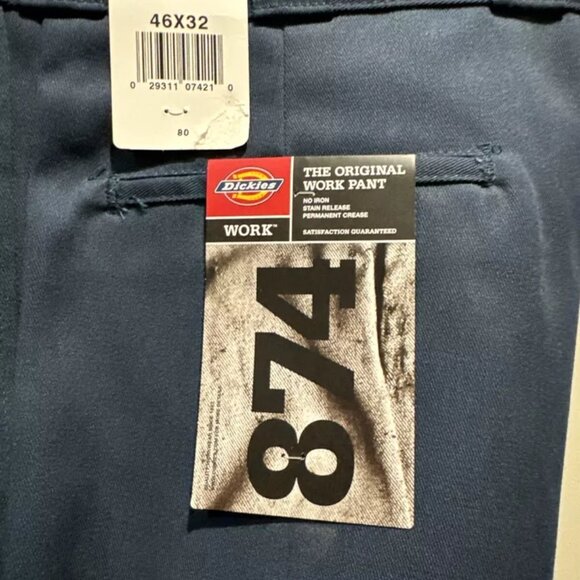 46X32
0 29311 07421 0
80
Dickies
WORK™
THE ORIGINAL
WORK PANT
NO IRON
STAIN RELEASE
PERMANENT CREASE
SATISFACTION GUARANTEED
874